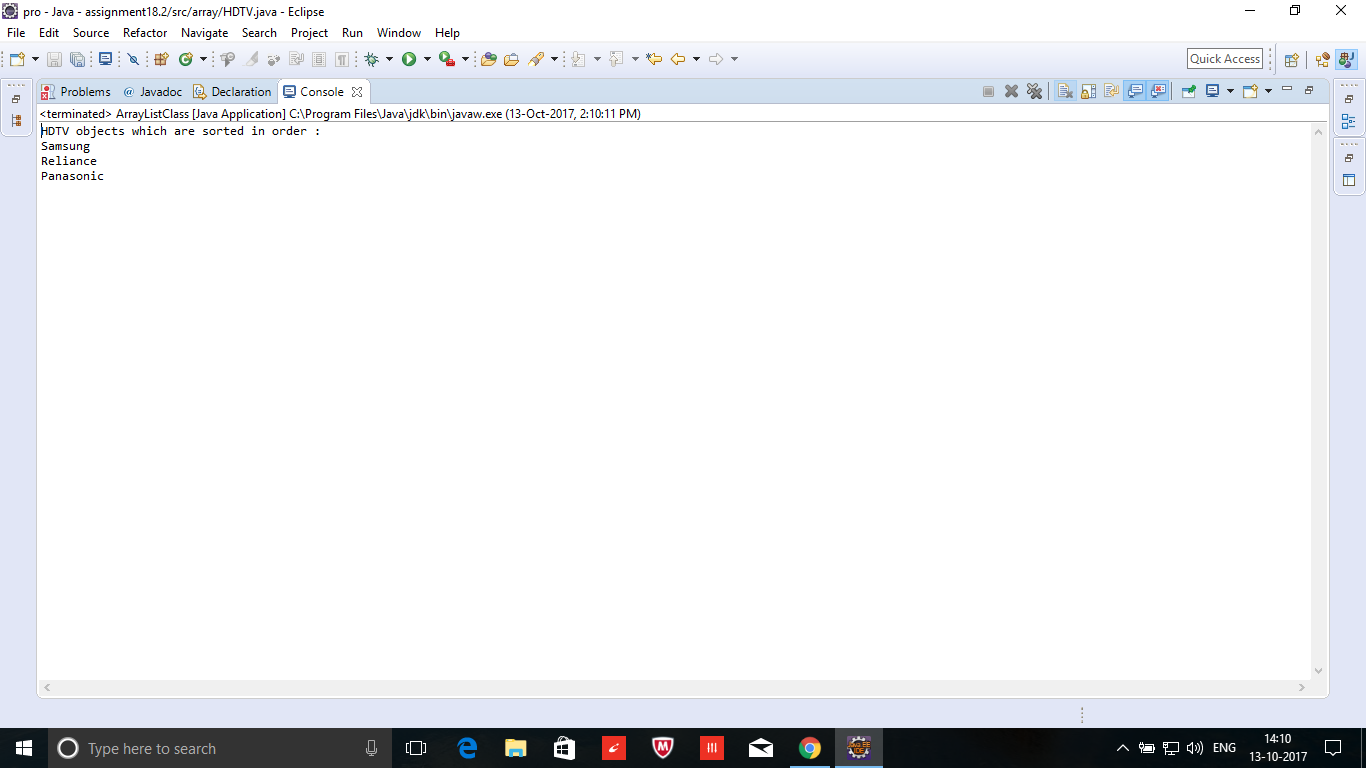 pro - Java - assignment18.2/src/array/HDTV.java - Eclipse
File Edit Source Refactor Navigate Search Project Run Window Help
Quick Access
Problems @ Javadoc Declaration Console
<terminated> ArrayListClass [Java Application] C:\Program Files\Java\jdk\bin\javaw.exe (13-Oct-2017, 2:10:11 PM)
HDTV objects which are sorted in order :
Samsung
Reliance
Panasonic
Type here to search
ENG
14:10
13-10-2017